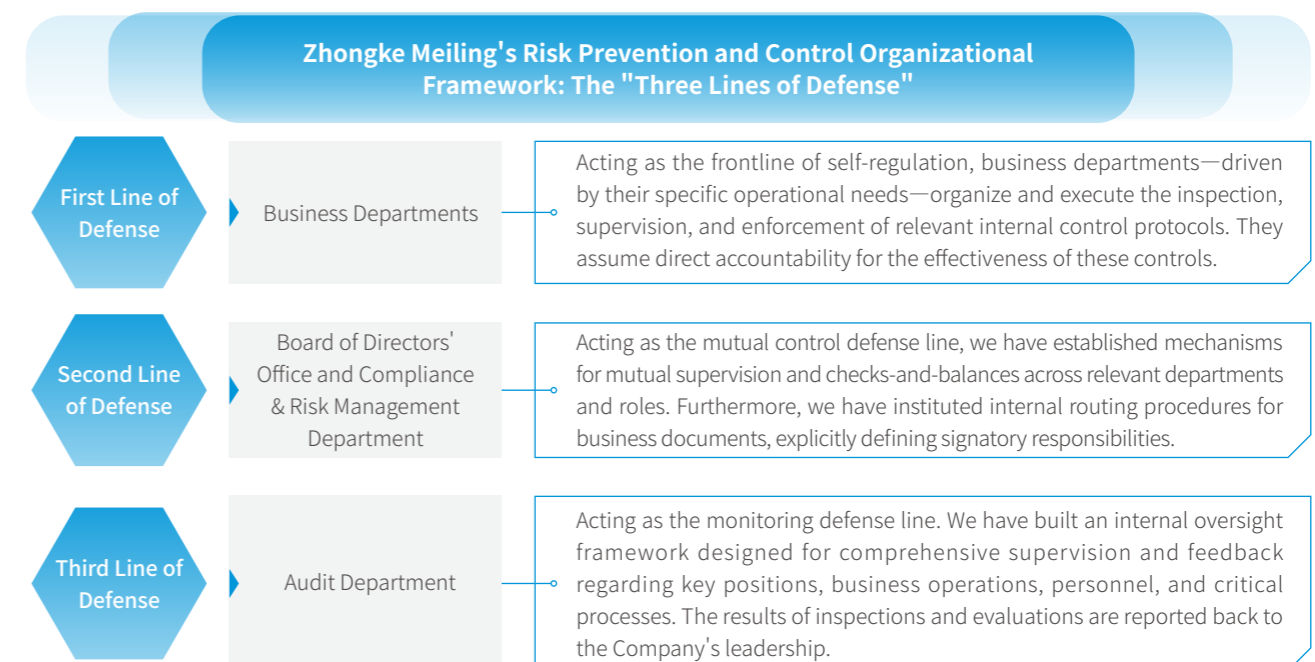 Zhongke Meiling's Risk Prevention and Control Organizational
Framework: The "Three Lines of Defense"
First Line of
Defense
Business Departments
Acting as the frontline of self-regulation, business departments—driven
by their specific operational needs—organize and execute the inspection,
supervision, and enforcement of relevant internal control protocols. They
assume direct accountability for the effectiveness of these controls.
Second Line
of Defense
Board of Directors'
Office and Compliance
& Risk Management
Department
Acting as the mutual control defense line, we have established mechanisms
for mutual supervision and checks-and-balances across relevant departments
and roles. Furthermore, we have instituted internal routing procedures for
business documents, explicitly defining signatory responsibilities.
Third Line of
Defense
Audit Department
Acting as the monitoring defense line. We have built an internal oversight
framework designed for comprehensive supervision and feedback
regarding key positions, business operations, personnel, and critical
processes. The results of inspections and evaluations are reported back to
the Company's leadership.